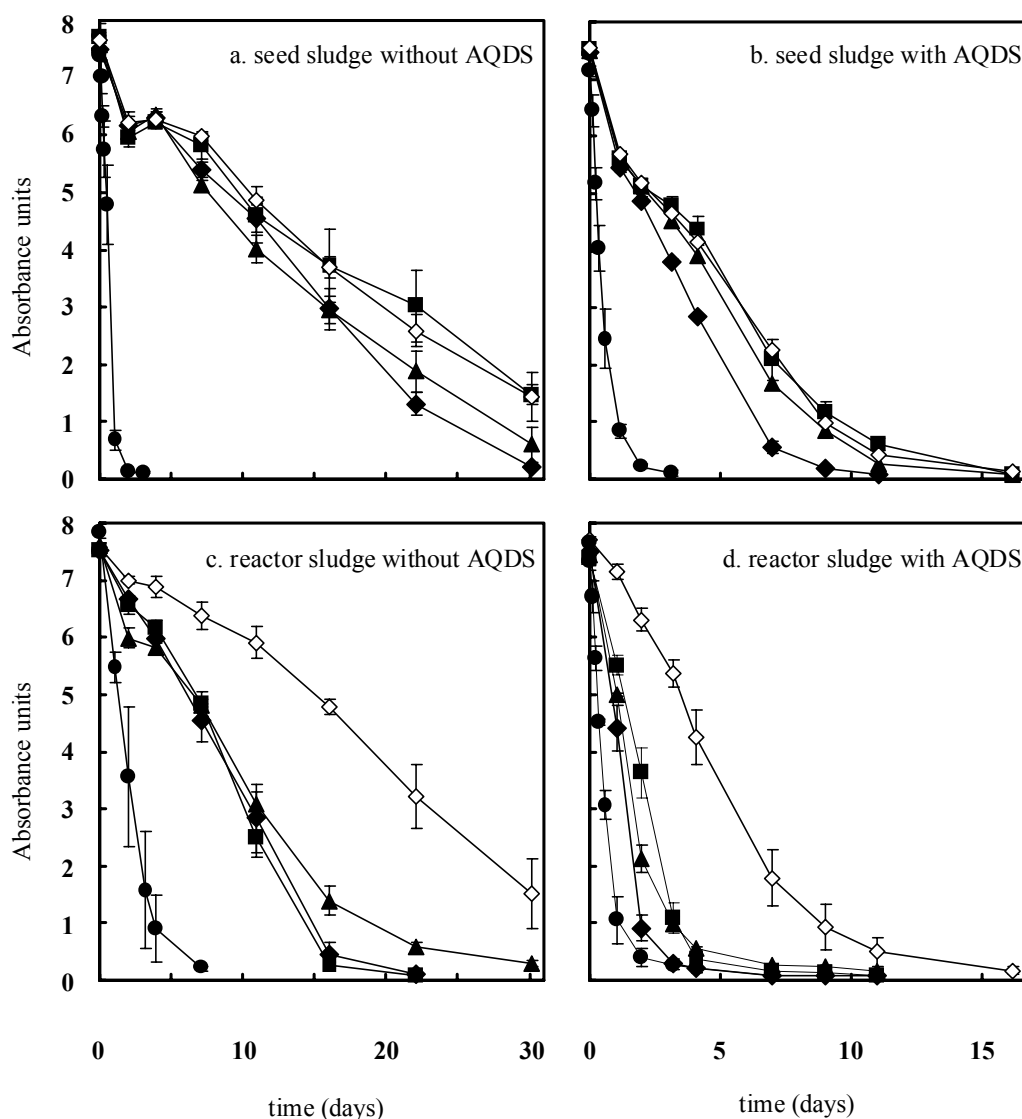 8
7
6
5
4
3
2
1
0
Absorbance units
a. seed sludge without AQDS
b. seed sludge with AQDS
8
7
6
5
4
3
2
1
0
Absorbance units
c. reactor sludge without AQDS
d. reactor sludge with AQDS
0 10 20 30
0 5 10 15
time (days)
time (days)